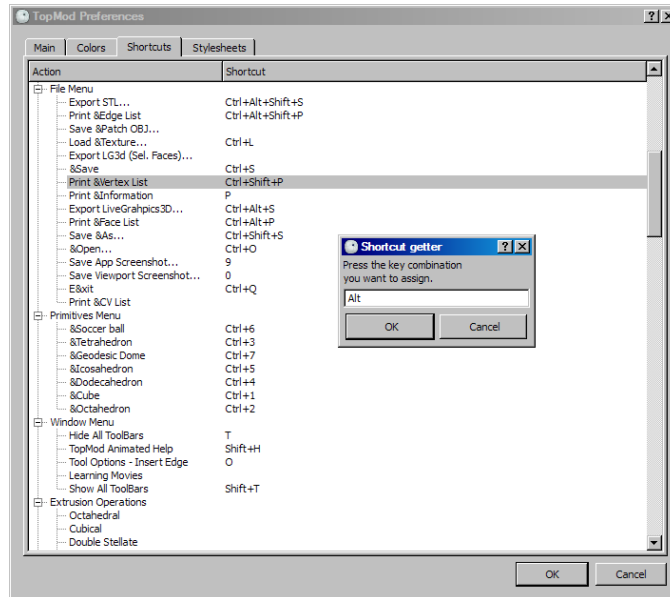 TopMod Preferences
Main Colors Shortcuts Stylesheets
Action Shortcut
File Menu
Export STL... Ctrl+Alt+Shift+S
Print &Edge List Ctrl+Alt+Shift+P
Save &Patch OBJ...
Load &Texture... Ctrl+L
Export LG3d (Sel. Faces)...
&Save Ctrl+S
Print &Vertex List Ctrl+Shift+P
Print &Information P
Export LiveGrahpics3D... Ctrl+Alt+S
Print &Face List Ctrl+Alt+P
Save &As... Ctrl+Shift+S
&Open... Ctrl+O
Save App Screenshot... 9
Save Viewport Screenshot... 0
E&xit Ctrl+Q
Print &CV List
Primitives Menu
&Soccer ball Ctrl+6
&Tetrahedron Ctrl+3
&Geodesic Dome Ctrl+7
&Icosahedron Ctrl+5
&Dodecahedron Ctrl+4
&Cube Ctrl+1
&Octahedron Ctrl+2
Window Menu
Hide All ToolBars T
TopMod Animated Help Shift+H
Tool Options - Insert Edge O
Learning Movies
Show All ToolBars Shift+T
Extrusion Operations
Octahedral
Cubical
Double Stellate
Shortcut getter
Press the key combination
you want to assign.
Alt
OK Cancel
OK Cancel